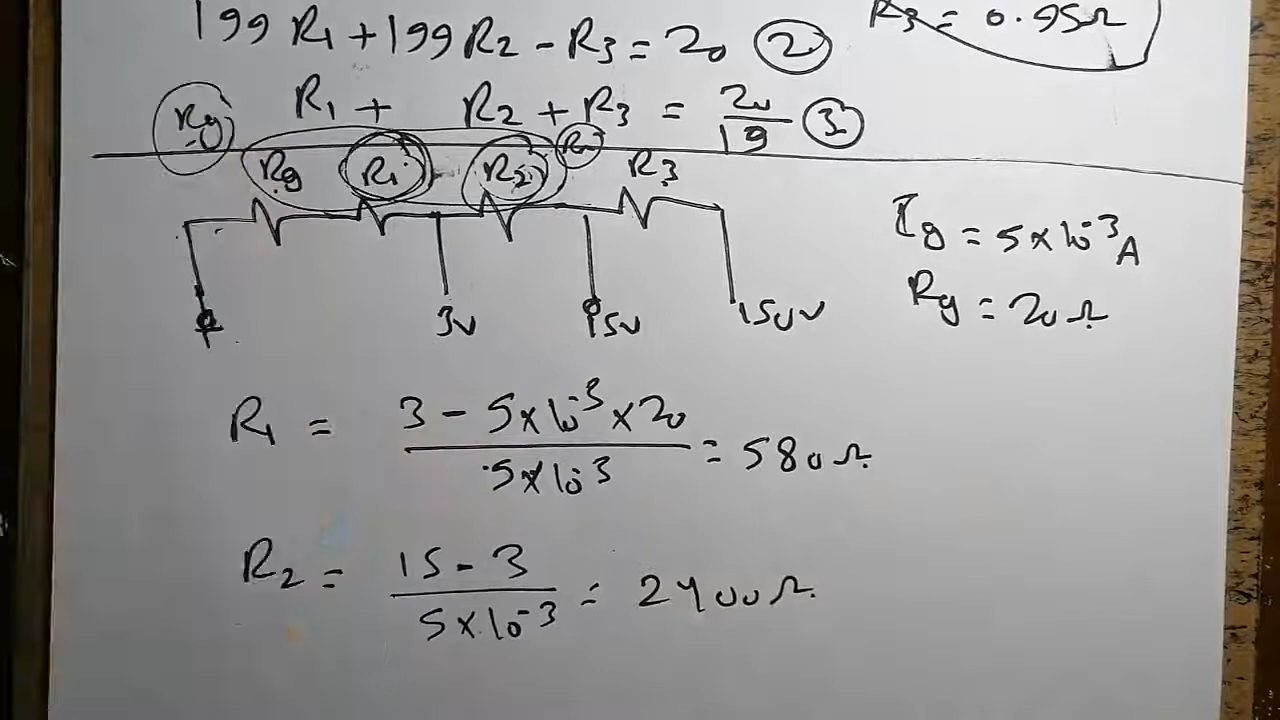 199 R1 + 199 R2 - R3 = 20 (2)
R3 = 0.95Ω
Rg R1 + R2 + R3 = 20/19 (3)
Rg R1 R2 R3
3V 15V 150V
Ig = 5×10^-3 A
Rg = 20Ω
R1 = (3 - 5×10^-3×20)/(5×10^-3) = 580Ω
R2 = (15 - 3)/(5×10^-3) = 2400Ω